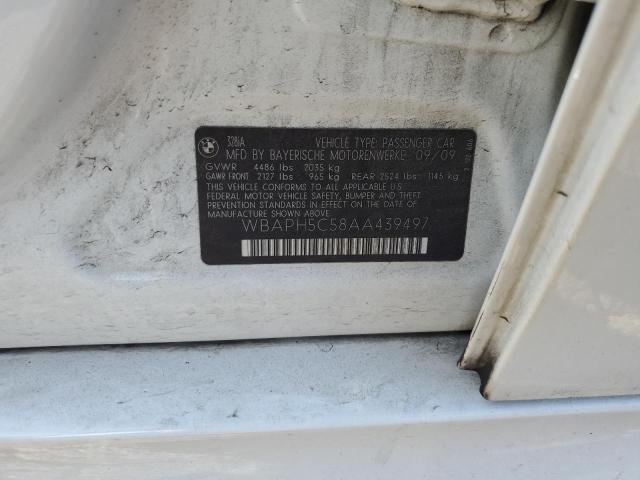 328iA VEHICLE TYPE: PASSENGER CAR
MFD BY BAYERISCHE MOTORENWERKE 09/09
GVWR 4486 lbs 2035 kg
GAWR FRONT 2127 lbs 965 kg REAR 2524 lbs 1145 kg
THIS VEHICLE CONFORMS TO ALL APPLICABLE U.S.
FEDERAL MOTOR VEHICLE SAFETY, BUMPER AND THEFT
PREVENTION STANDARDS IN EFFECT ON THE DATE OF
MANUFACTURE SHOWN ABOVE.
WBAPH5C58AA439497